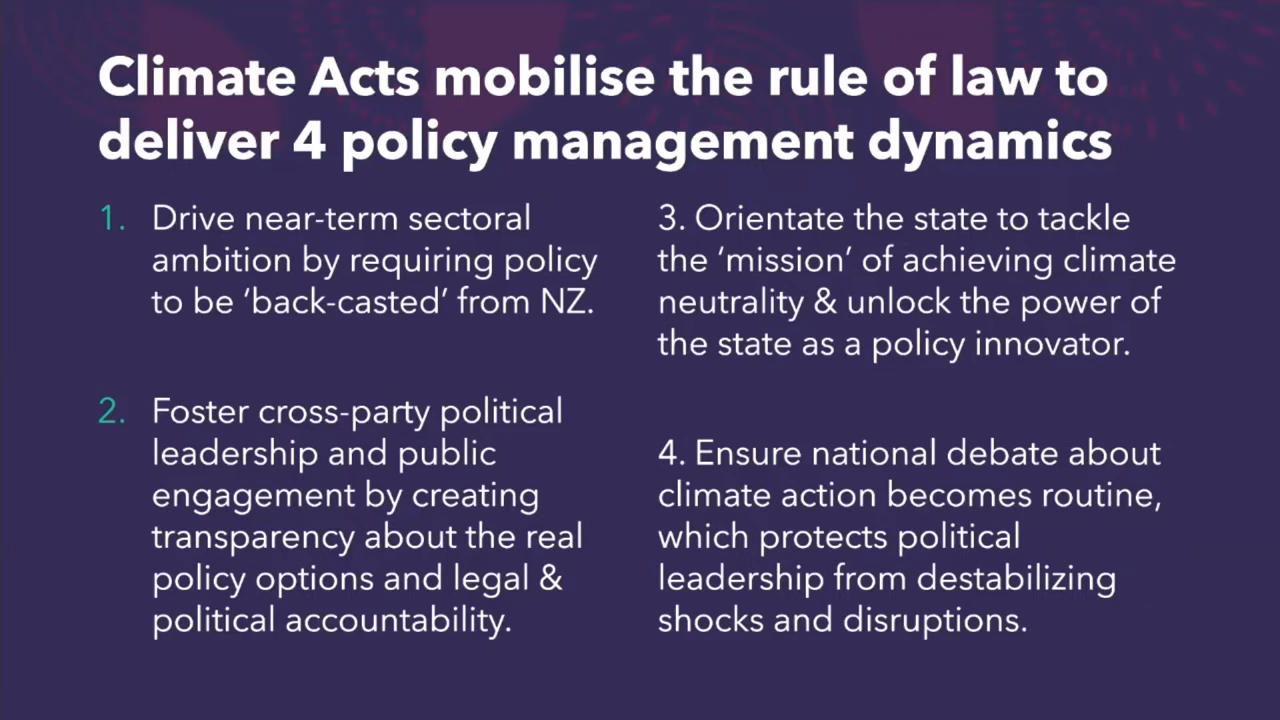 Climate Acts mobilise the rule of law to
deliver 4 policy management dynamics
1. Drive near-term sectoral
ambition by requiring policy
to be ‘back-casted’ from NZ.
2. Foster cross-party political
leadership and public
engagement by creating
transparency about the real
policy options and legal &
political accountability.
3. Orientate the state to tackle
the ‘mission’ of achieving climate
neutrality & unlock the power of
the state as a policy innovator.
4. Ensure national debate about
climate action becomes routine,
which protects political
leadership from destabilizing
shocks and disruptions.